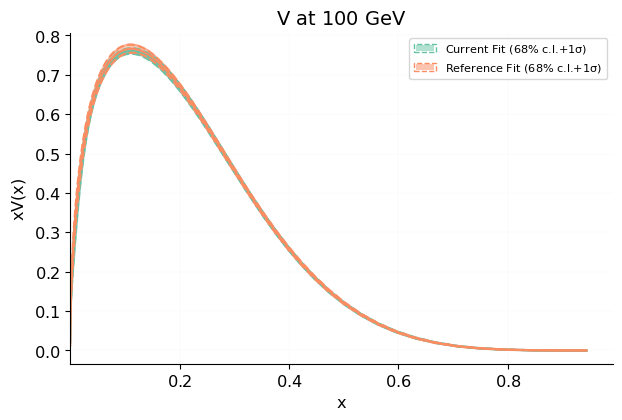 V at 100 GeV
Current Fit (68% c.l.+1σ)
Reference Fit (68% c.l.+1σ)
xV(x)
0.8
0.7
0.6
0.5
0.4
0.3
0.2
0.1
0.0
0.2 0.4 0.6 0.8
x